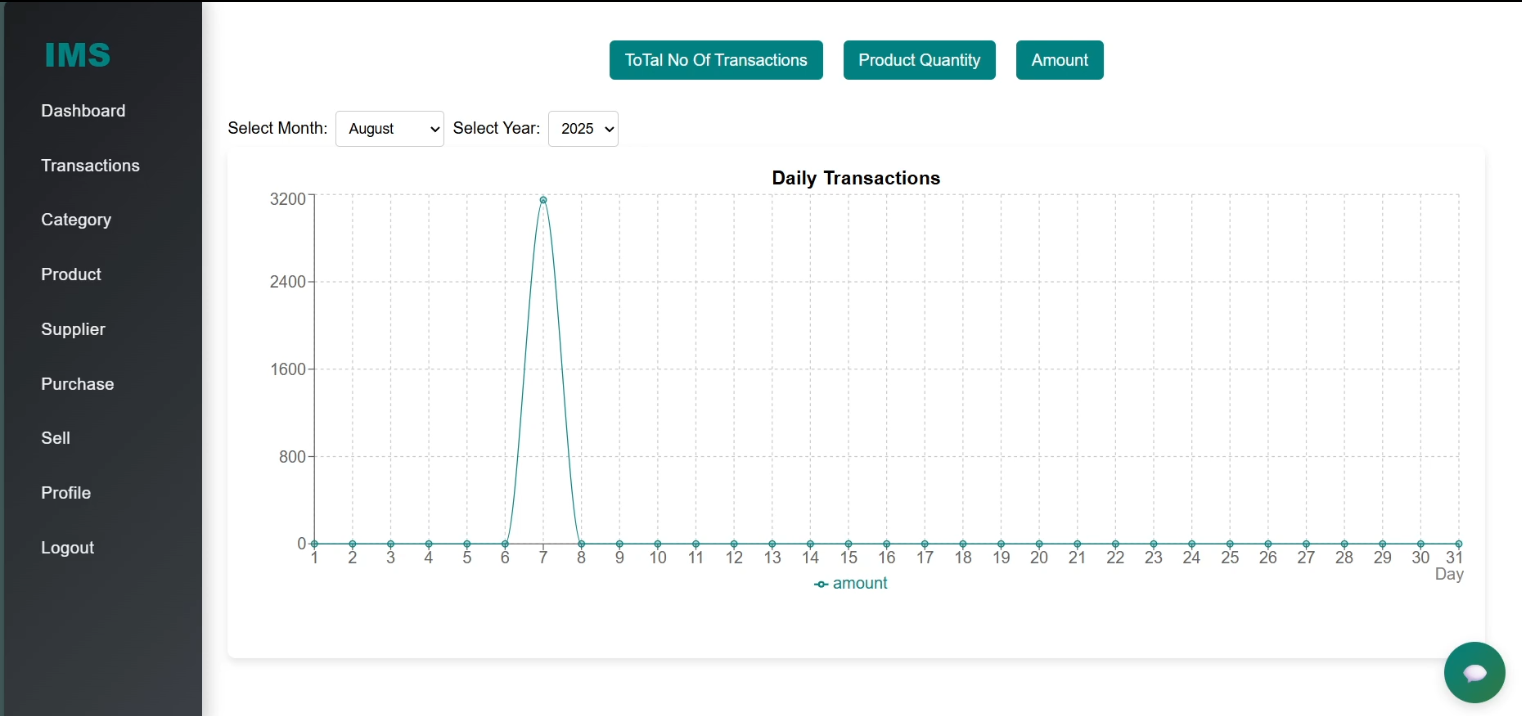 IMS
Dashboard
Transactions
Category
Product
Supplier
Purchase
Sell
Profile
Logout
ToTal No Of Transactions Product Quantity Amount
Select Month: August Select Year: 2025
Daily Transactions
3200
2400
1600
800
0
1 2 3 4 5 6 7 8 9 10 11 12 13 14 15 16 17 18 19 20 21 22 23 24 25 26 27 28 29 30 31
Day
amount